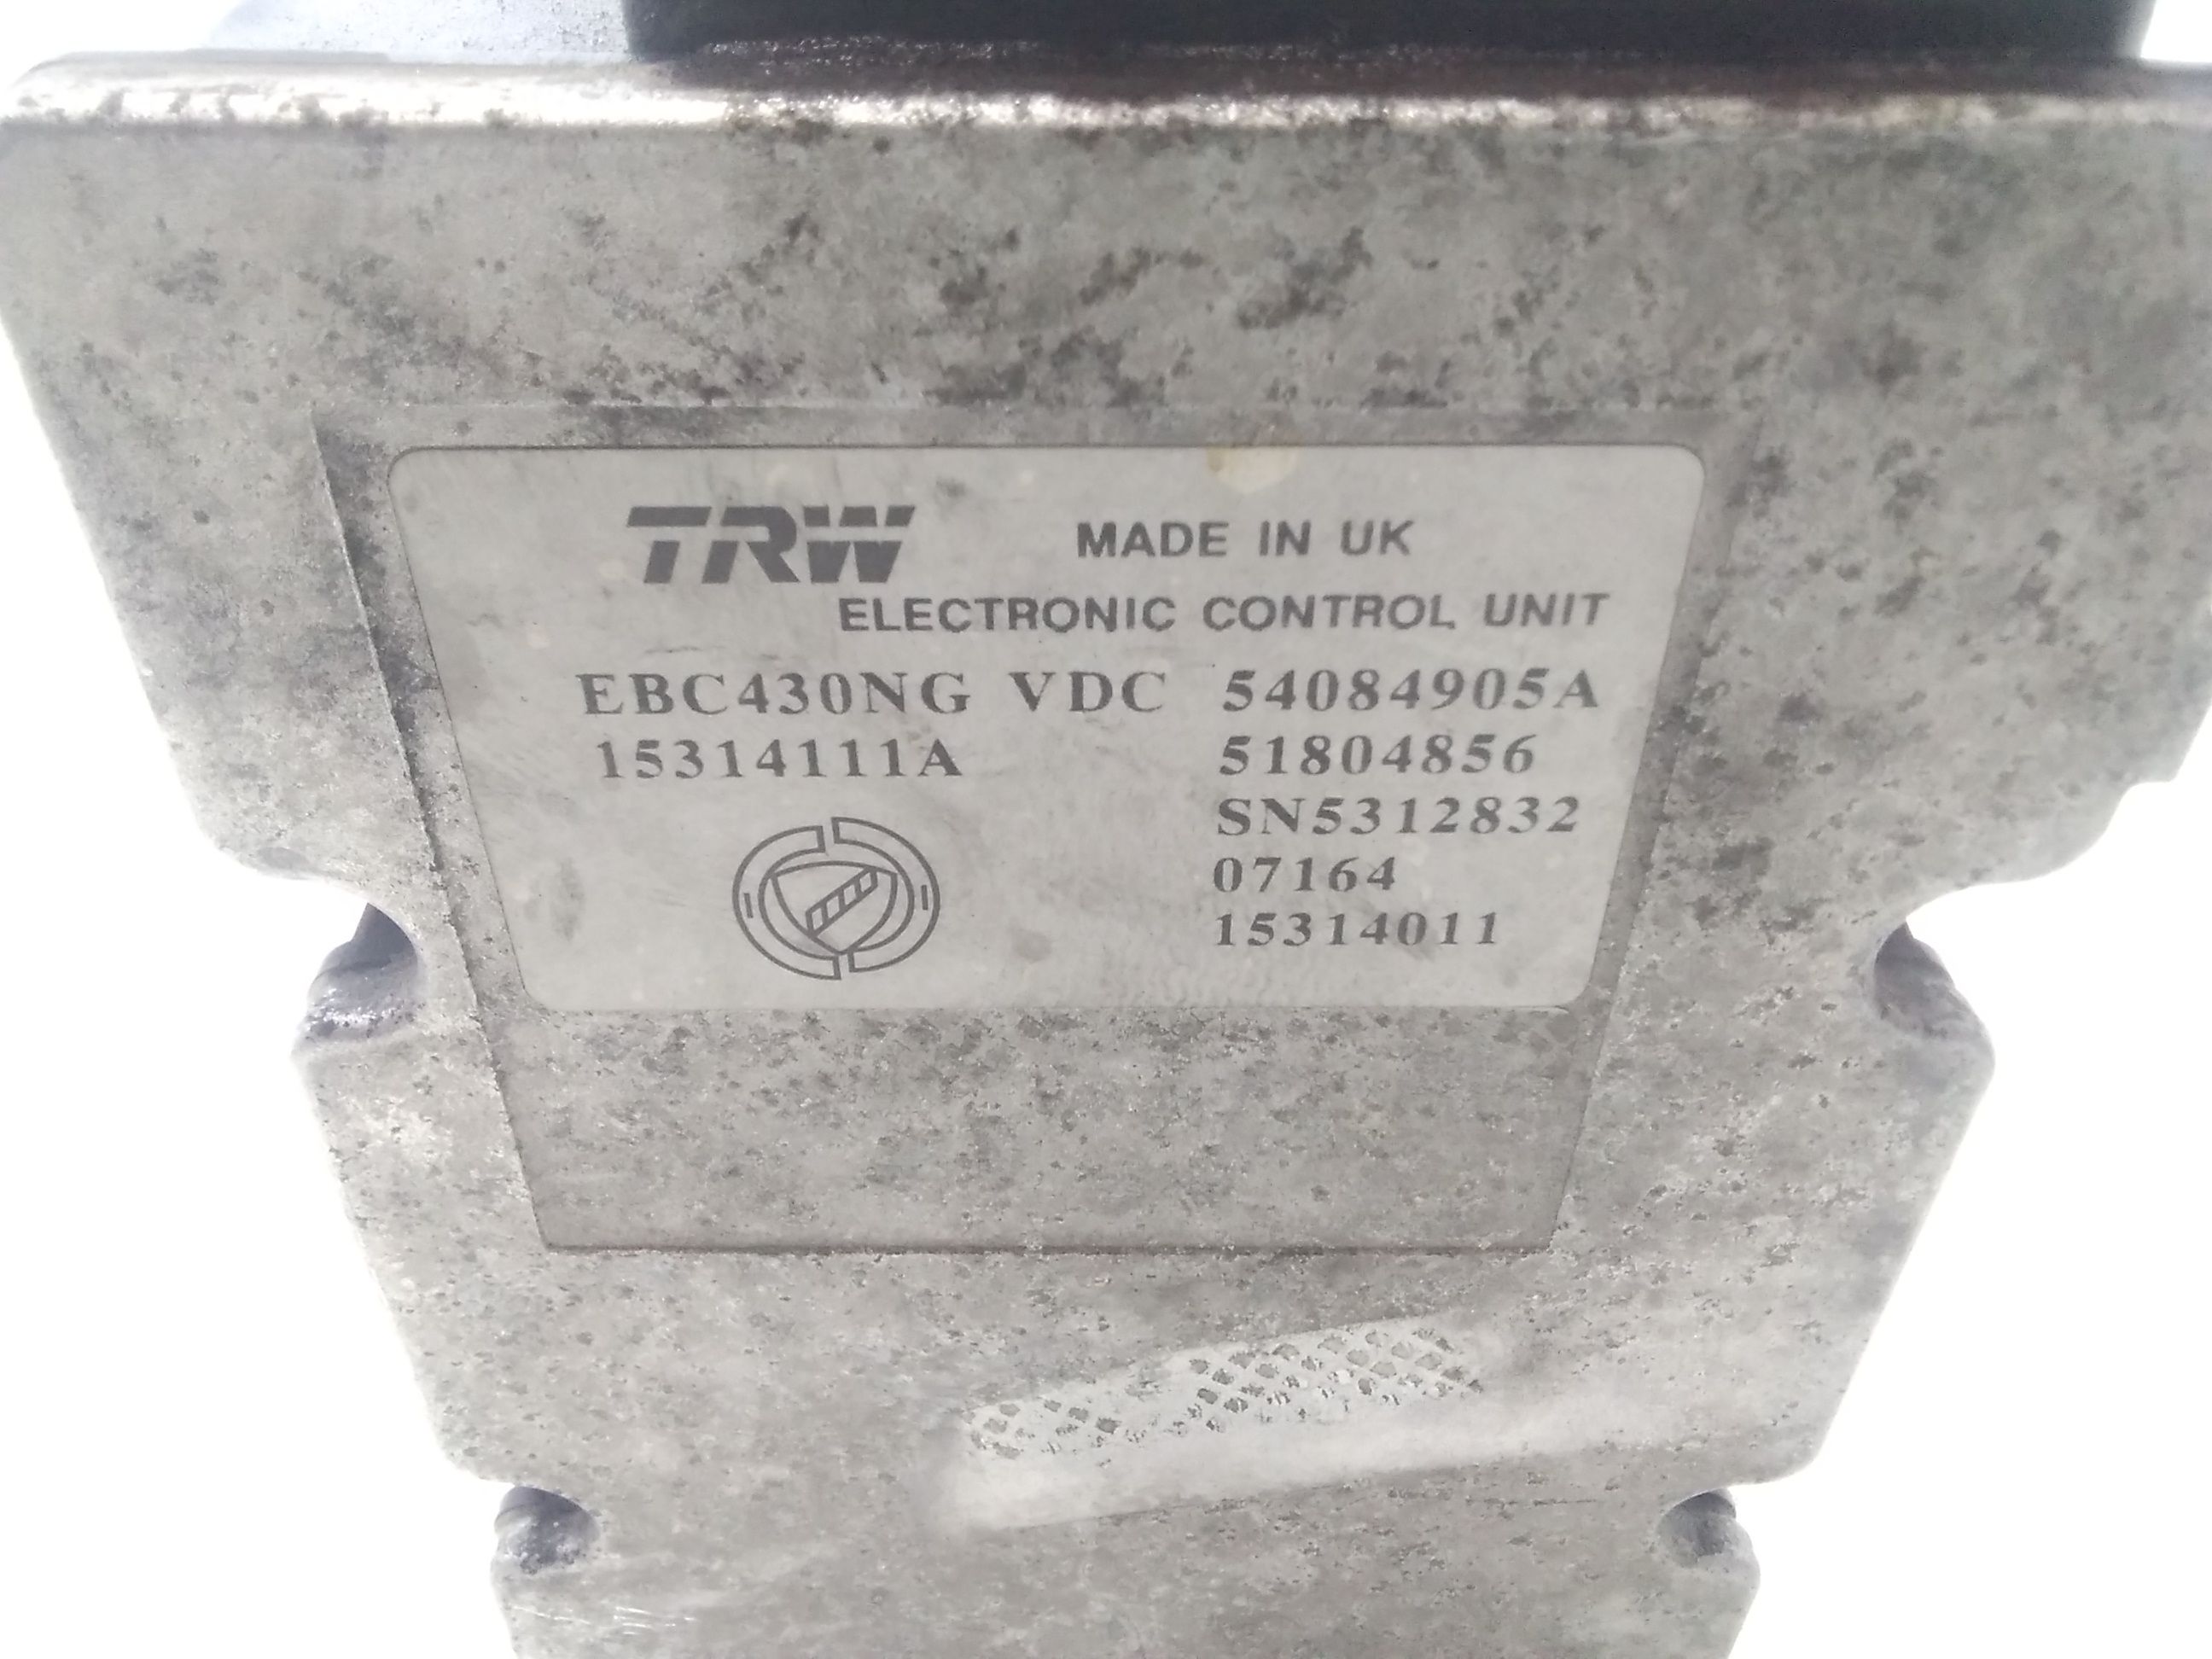 TRW MADE IN UK
ELECTRONIC CONTROL UNIT
EBC430NG VDC 54084905A
15314111A 51804856
SN5312832
07164
15314011